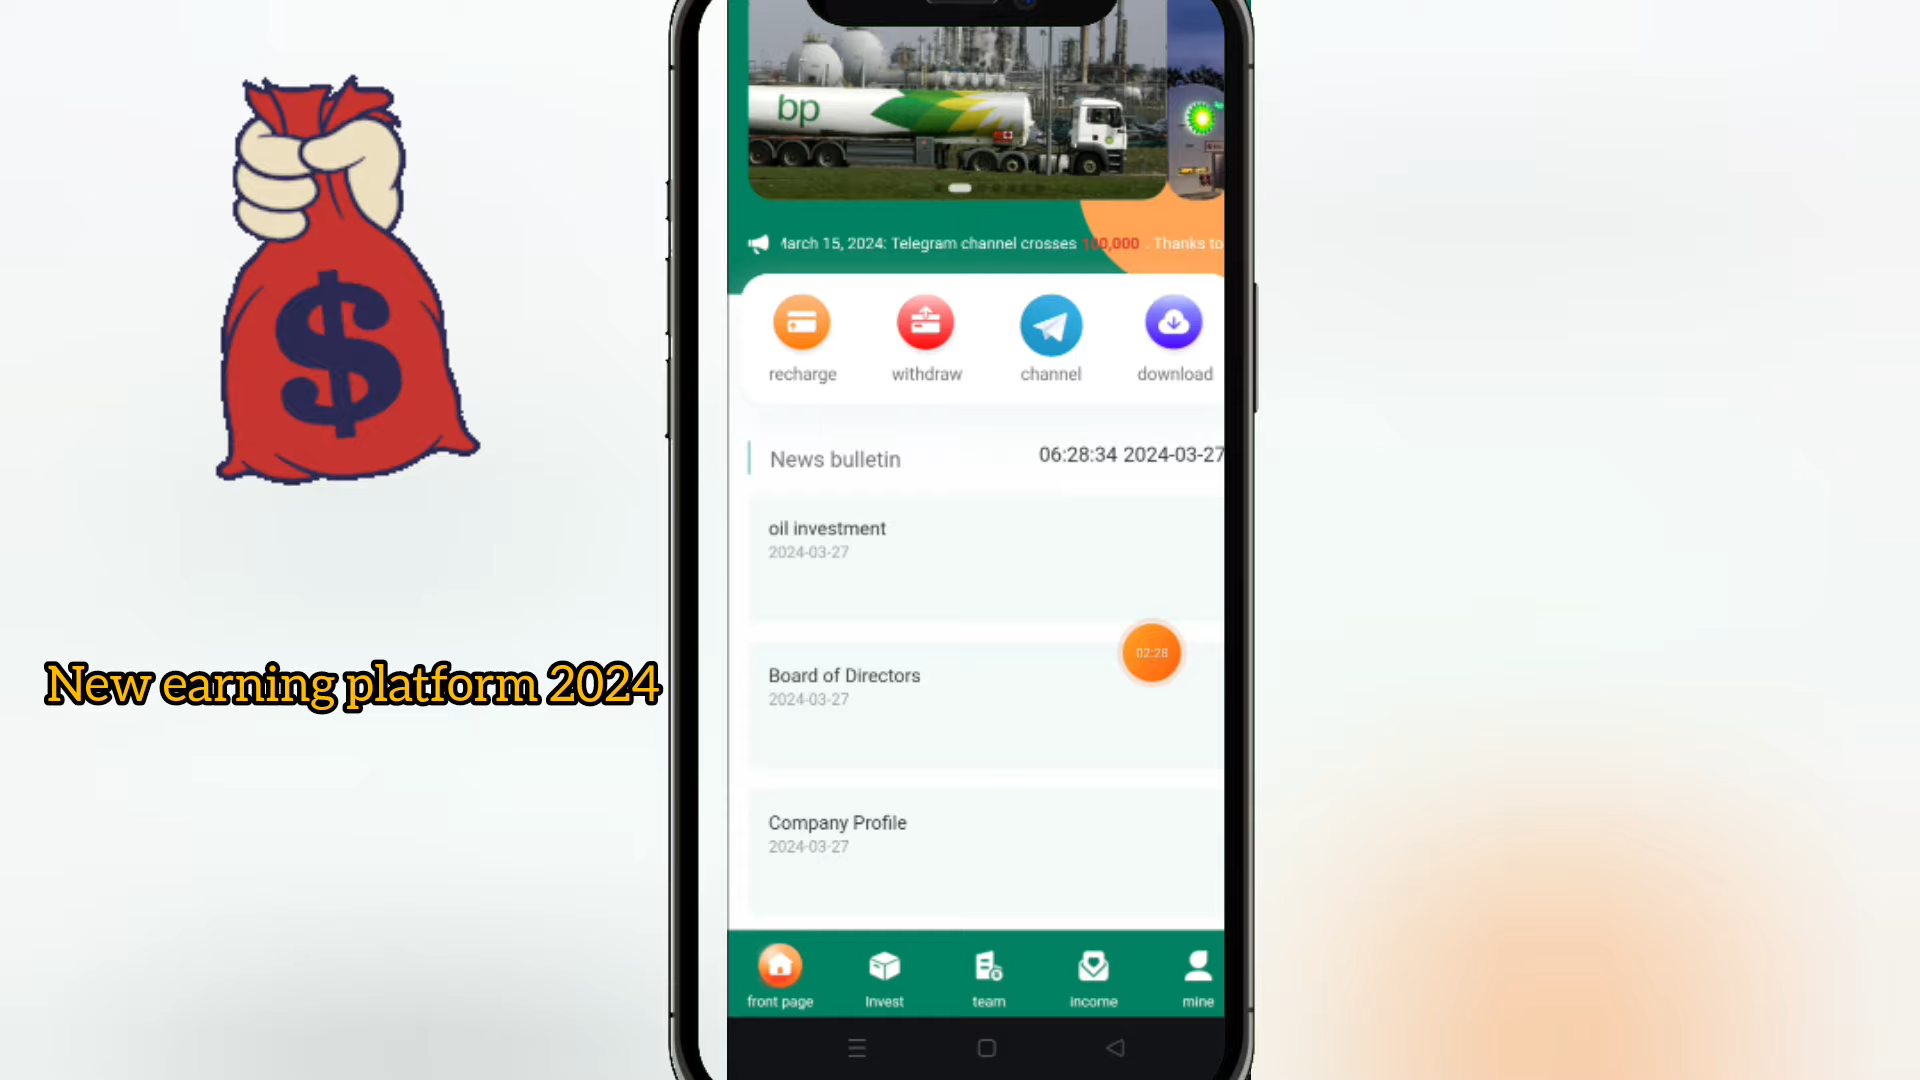 bp
March 15, 2024: Telegram channel crosses 100,000 . Thanks to
recharge
withdraw
channel
download
News bulletin
06:28:34 2024-03-27
oil investment
2024-03-27
02:28
Board of Directors
2024-03-27
New earning platform 2024
Company Profile
2024-03-27
front page
Invest
team
income
mine